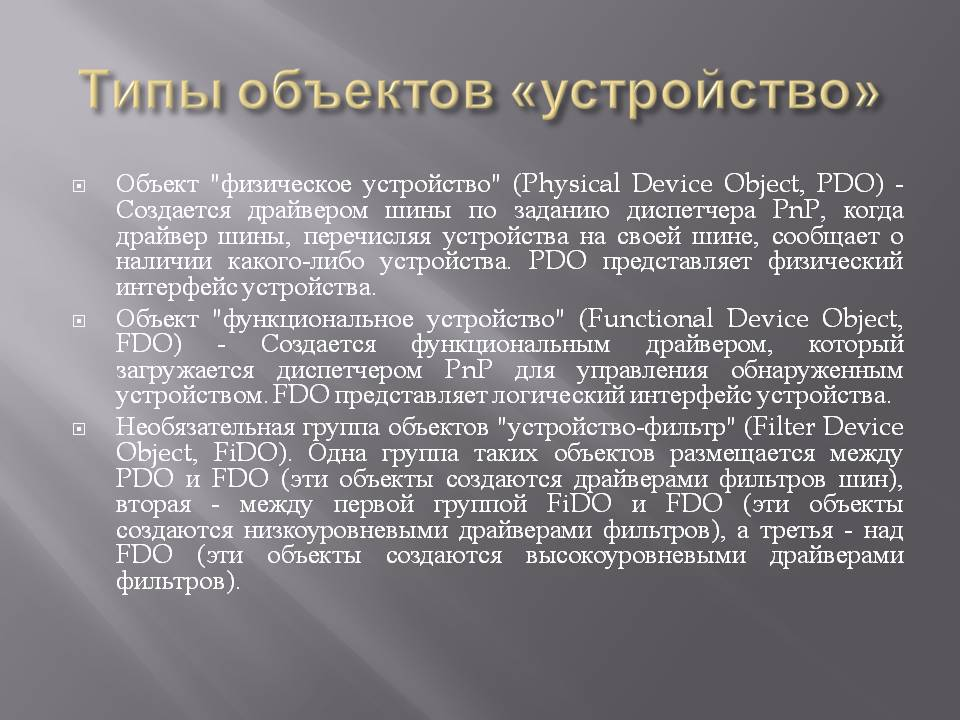 Типы объектов «устройство»
Объект "физическое устройство" (Physical Device Object, PDO) -
Создается драйвером шины по заданию диспетчера PnP, когда
драйвер шины, перечисляя устройства на своей шине, сообщает о
наличии какого-либо устройства. PDO представляет физический
интерфейс устройства.
Объект "функциональное устройство" (Functional Device Object,
FDO) - Создается функциональным драйвером, который
загружается диспетчером PnP для управления обнаруженным
устройством. FDO представляет логический интерфейс устройства.
Необязательная группа объектов "устройство-фильтр" (Filter Device
Object, FiDO). Одна группа таких объектов размещается между
PDO и FDO (эти объекты создаются драйверами фильтров шин),
вторая - между первой группой FiDO и FDO (эти объекты
создаются низкоуровневыми драйверами фильтров), а третья - над
FDO (эти объекты создаются высокоуровневыми драйверами
фильтров).